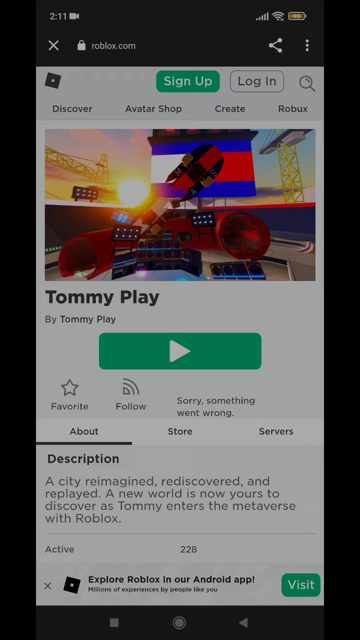 2:11
roblox.com
Sign Up
Log In
Discover
Avatar Shop
Create
Robux
Tommy Play
By Tommy Play
Favorite
Follow
Sorry, something
went wrong.
About
Store
Servers
Description
A city reimagined, rediscovered, and
replayed. A new world is now yours to
discover as Tommy enters the metaverse
with Roblox.
Active
228
Explore Roblox in our Android app!
Millions of experiences by people like you
Visit